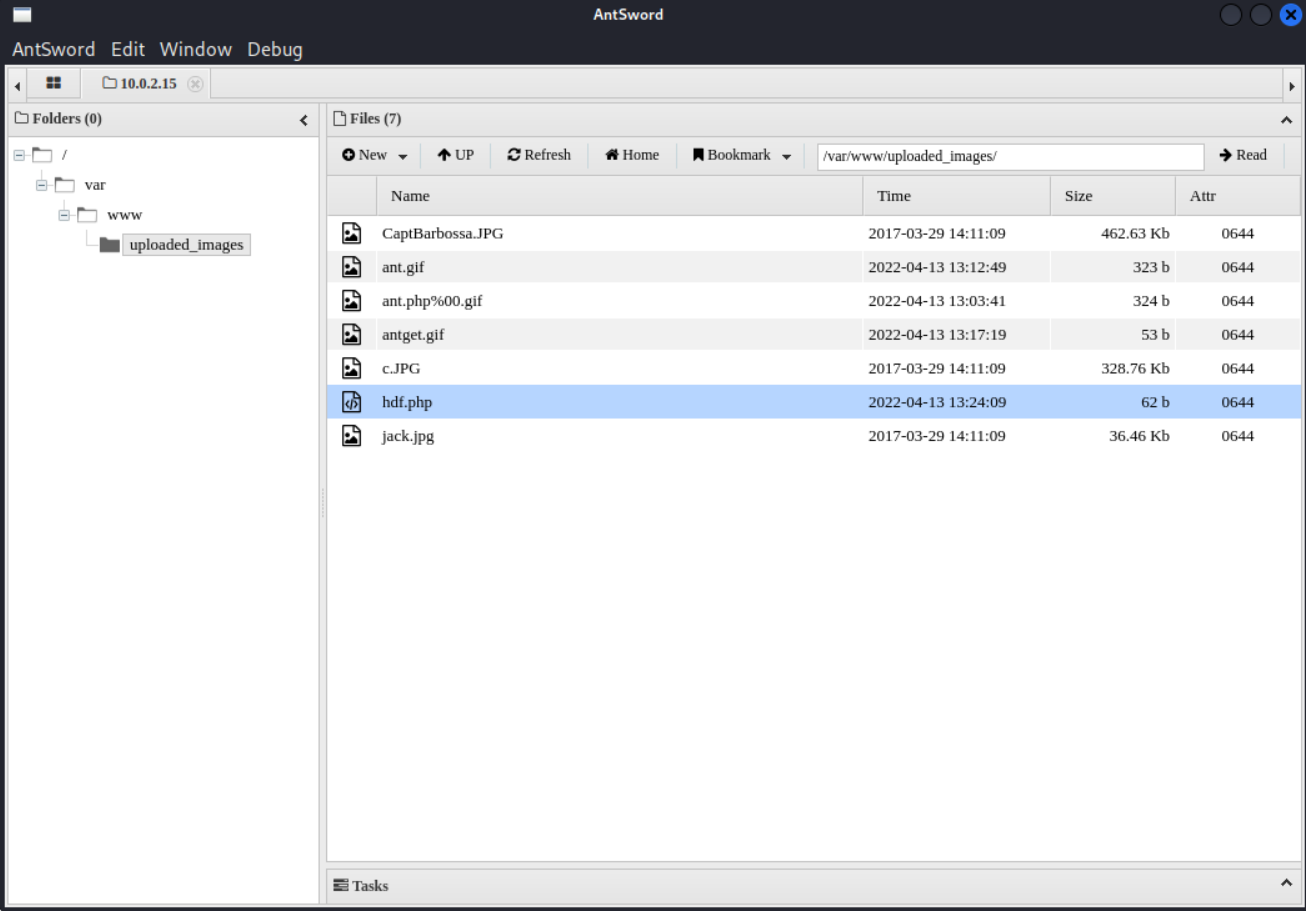 AntSword
AntSword Edit Window Debug
10.0.2.15
Folders (0)
Files (7)
/
var
www
uploaded_images
New UP Refresh Home Bookmark /var/www/uploaded_images/ Read
Name Time Size Attr
CaptBarbossa.JPG 2017-03-29 14:11:09 462.63 Kb 0644
ant.gif 2022-04-13 13:12:49 323 b 0644
ant.php%00.gif 2022-04-13 13:03:41 324 b 0644
antget.gif 2022-04-13 13:17:19 53 b 0644
c.JPG 2017-03-29 14:11:09 328.76 Kb 0644
hdf.php 2022-04-13 13:24:09 62 b 0644
jack.jpg 2017-03-29 14:11:09 36.46 Kb 0644
Tasks